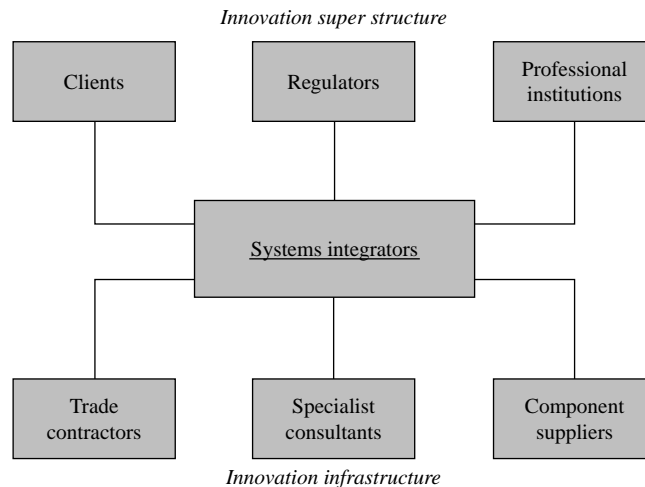 Innovation super structure
Clients
Regulators
Professional
institutions
Systems integrators
Trade
contractors
Specialist
consultants
Component
suppliers
Innovation infrastructure